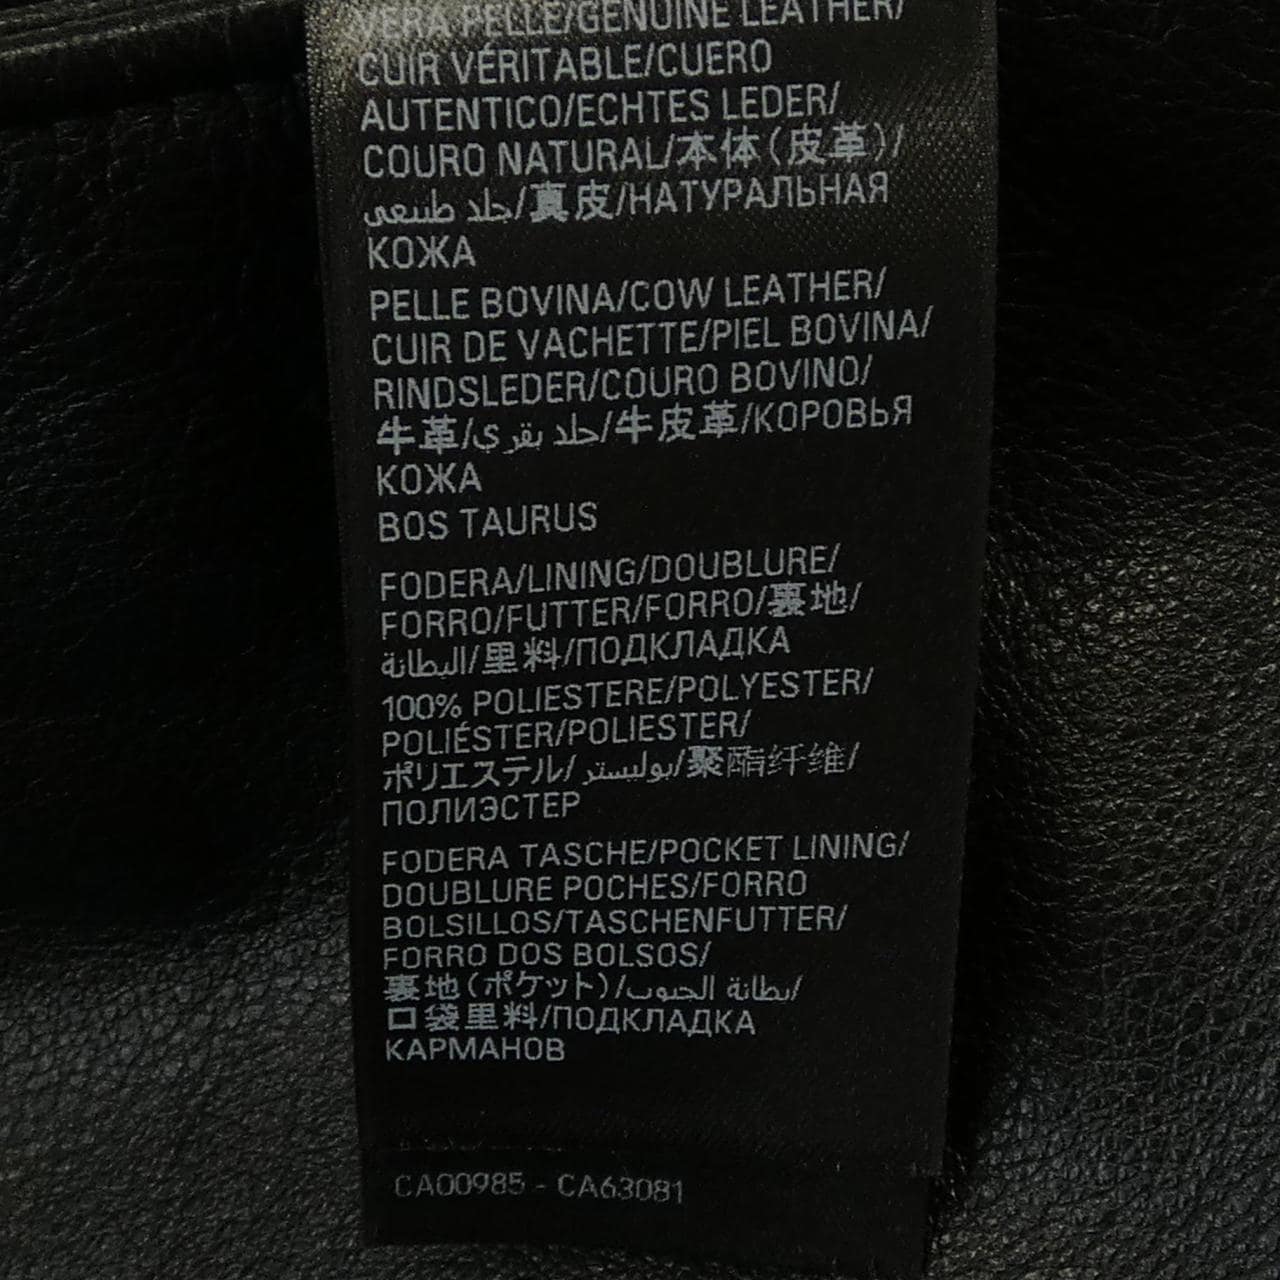 VERA PELLE/GENUINE LEATHER/
CUIR VÉRITABLE/CUERO
AUTENTICO/ECHTES LEDER/
COURO NATURAL/本体(皮革)/
جلد طبيعي/真皮/НАТУРАЛЬНАЯ
КОЖА
PELLE BOVINA/COW LEATHER/
CUIR DE VACHETTE/PIEL BOVINA/
RINDSLEDER/COURO BOVINO/
牛革/جلد بقري/牛皮革/КОРОВЬЯ
КОЖА
BOS TAURUS
FODERA/LINING/DOUBLURE/
FORRO/FUTTER/FORRO/裏地/
البطانة/里料/ПОДКЛАДКА
100% POLIESTERE/POLYESTER/
POLIÉSTER/POLIESTER/
ポリエステル/بوليستر/聚酯纤维/
ПОЛИЭСТЕР
FODERA TASCHE/POCKET LINING/
DOUBLURE POCHES/FORRO
BOLSILLOS/TASCHENFUTTER/
FORRO DOS BOLSOS/
裏地(ポケット)/بطانة الجيوب/
口袋里料/ПОДКЛАДКА
КАРМАНОВ
CA00985 - CA63081